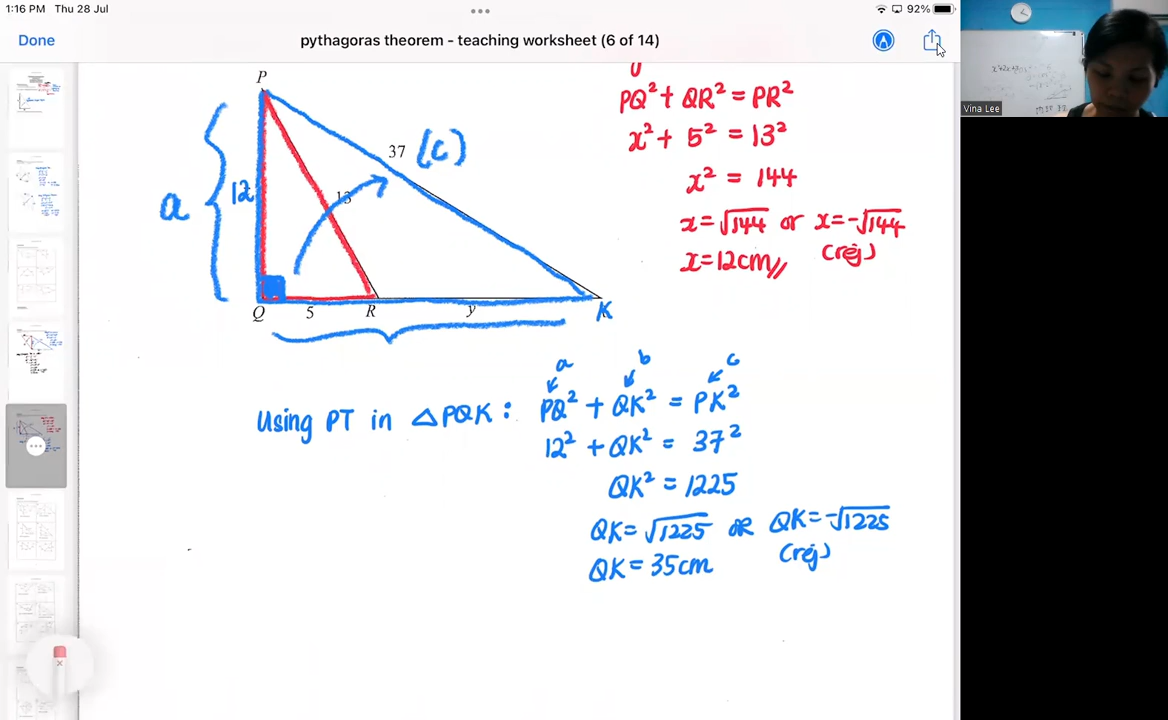 1:16 PM Thu 28 Jul
92%
Done
pythagoras theorem - teaching worksheet (6 of 14)
Vina Lee
P
37 (c)
12
13
a
Q 5 R y K
PQ² + QR² = PR²
x² + 5² = 13²
x² = 144
x = √144 or x = -√144
x = 12cm// (rej)
a b c
Using PT in △PQK: PQ² + QK² = PK²
12² + QK² = 37²
QK² = 1225
QK = √1225 OR QK = -√1225
QK = 35cm (rej)